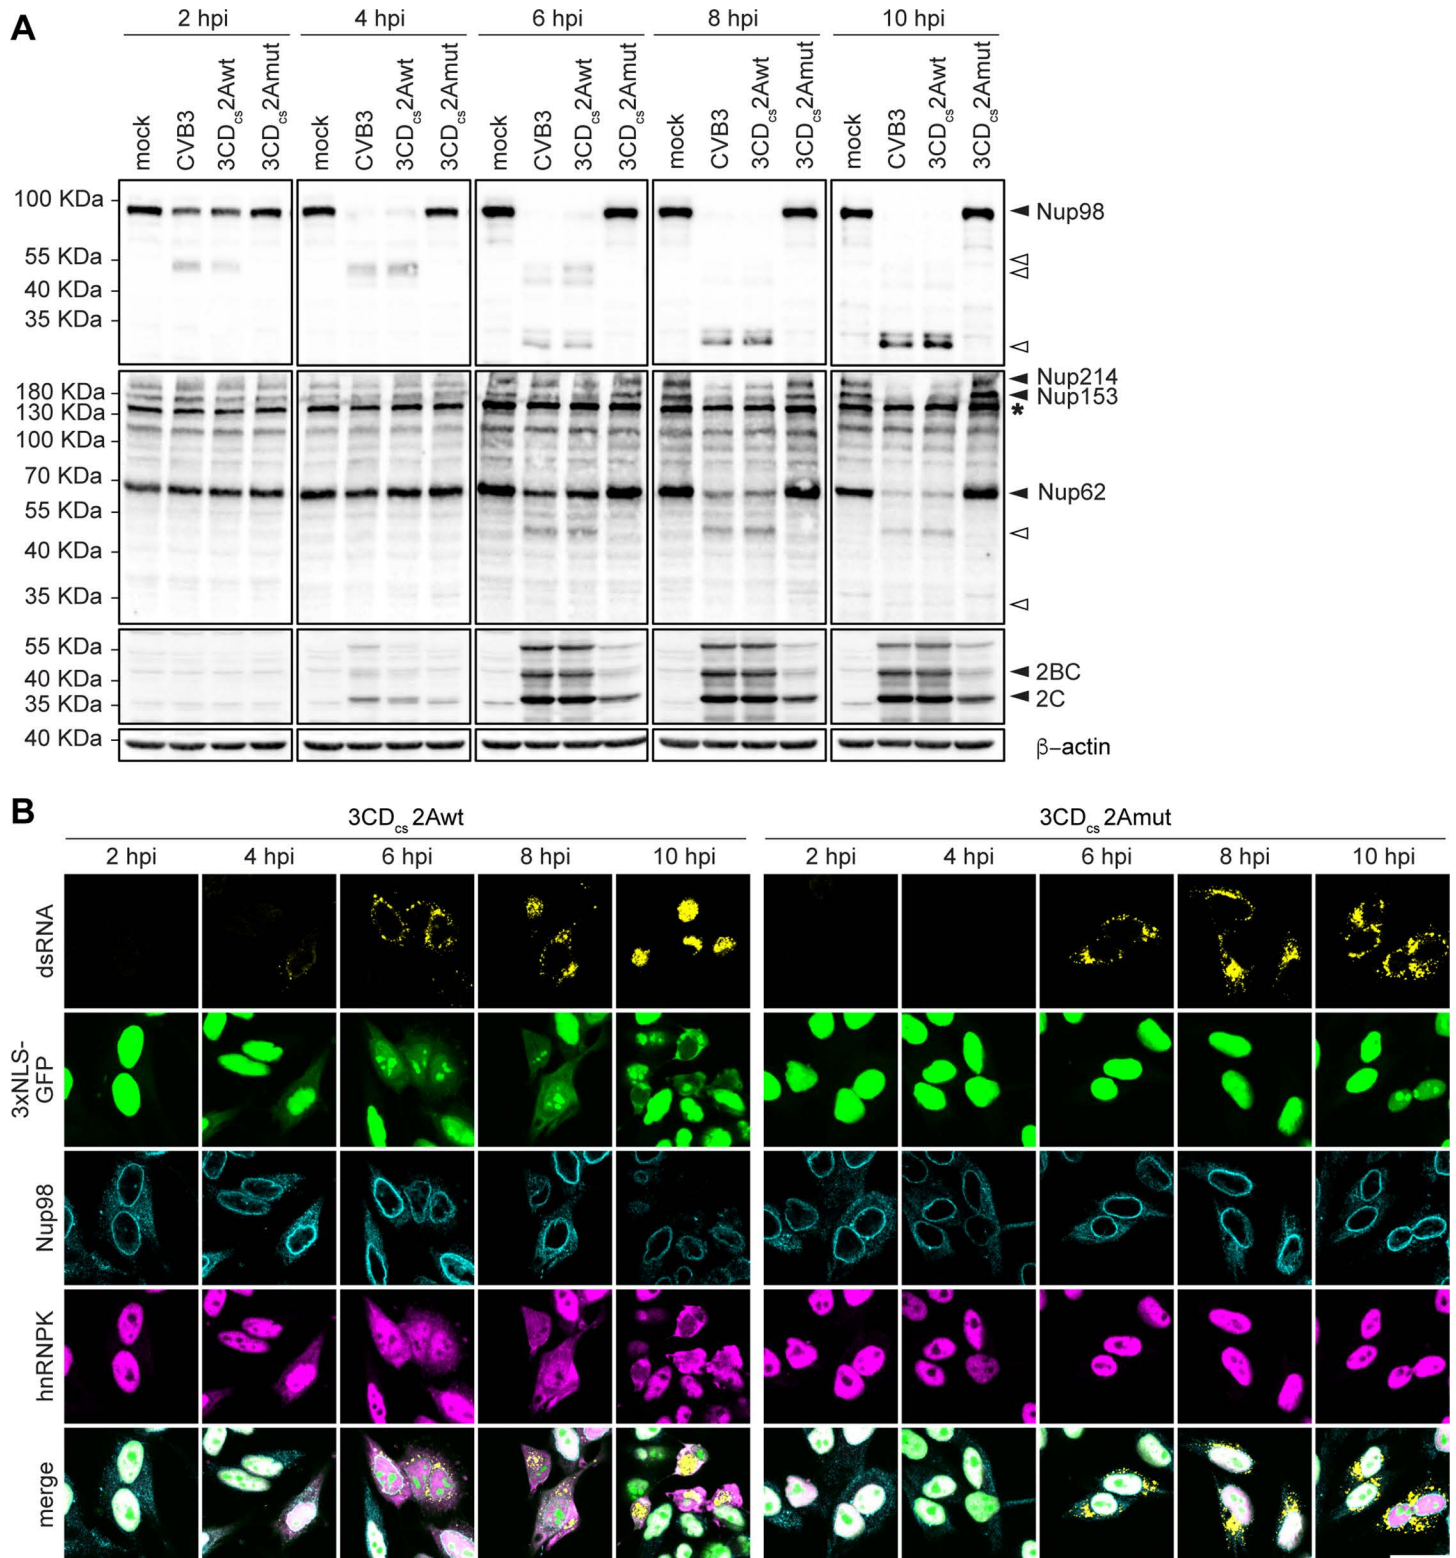 A
2 hpi 4 hpi 6 hpi 8 hpi 10 hpi
mock CVB3 3CDcs2Awt 3CDcs2Amut mock CVB3 3CDcs2Awt 3CDcs2Amut mock CVB3 3CDcs2Awt 3CDcs2Amut mock CVB3 3CDcs2Awt 3CDcs2Amut mock CVB3 3CDcs2Awt 3CDcs2Amut
100 KDa
Nup98
55 KDa
40 KDa
35 KDa
Nup214
180 KDa
Nup153
130 KDa
*
100 KDa
70 KDa
Nup62
55 KDa
40 KDa
35 KDa
55 KDa
2BC
40 KDa
2C
35 KDa
40 KDa
β–actin
B
3CDcs2Awt 3CDcs2Amut
2 hpi 4 hpi 6 hpi 8 hpi 10 hpi 2 hpi 4 hpi 6 hpi 8 hpi 10 hpi
dsRNA
3xNLS-
GFP
Nup98
hnRNPK
merge